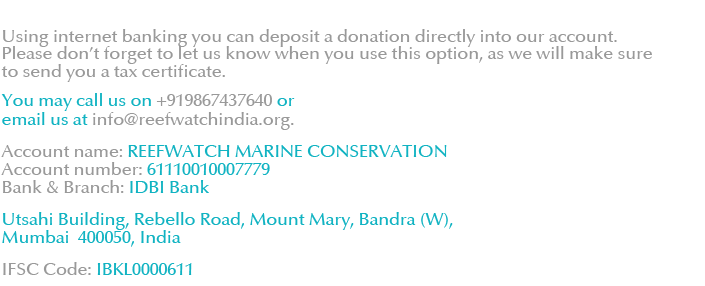 Using internet banking you can deposit a donation directly into our account.
Please don’t forget to let us know when you use this option, as we will make sure
to send you a tax certificate.
You may call us on +919867437640 or
email us at info@reefwatchindia.org.
Account name: REEFWATCH MARINE CONSERVATION
Account number: 61110010007779
Bank & Branch: IDBI Bank
Utsahi Building, Rebello Road, Mount Mary, Bandra (W),
Mumbai  400050, India
IFSC Code: IBKL0000611